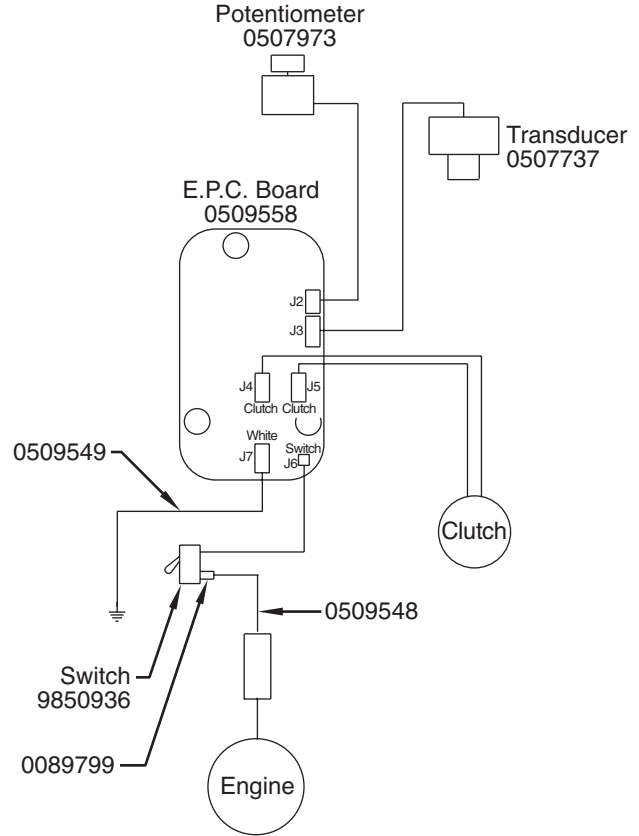 Potentiometer
0507973
Transducer
0507737
E.P.C. Board
0509558
J2
J3
J4
J5
Clutch
Clutch
White
Switch
J7
J6
0509549
Clutch
0509548
Switch
9850936
0089799
Engine